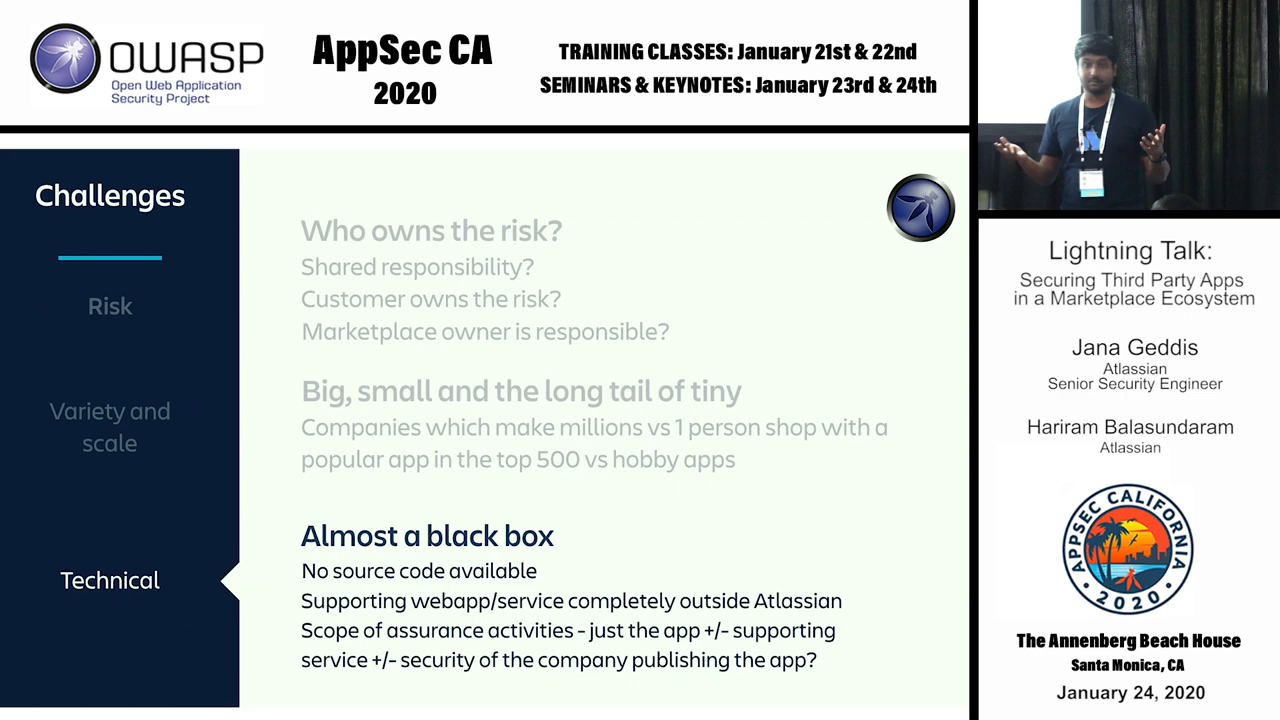 OWASP
Open Web Application
Security Project
AppSec CA
2020
TRAINING CLASSES: January 21st & 22nd
SEMINARS & KEYNOTES: January 23rd & 24th
Challenges
Risk
Variety and
scale
Technical
Who owns the risk?
Shared responsibility?
Customer owns the risk?
Marketplace owner is responsible?
Big, small and the long tail of tiny
Companies which make millions vs 1 person shop with a
popular app in the top 500 vs hobby apps
Almost a black box
No source code available
Supporting webapp/service completely outside Atlassian
Scope of assurance activities - just the app +/- supporting
service +/- security of the company publishing the app?
Lightning Talk:
Securing Third Party Apps
in a Marketplace Ecosystem
Jana Geddis
Atlassian
Senior Security Engineer
Hariram Balasundaram
Atlassian
APPSEC CALIFORNIA
2020
The Annenberg Beach House
Santa Monica, CA
January 24, 2020